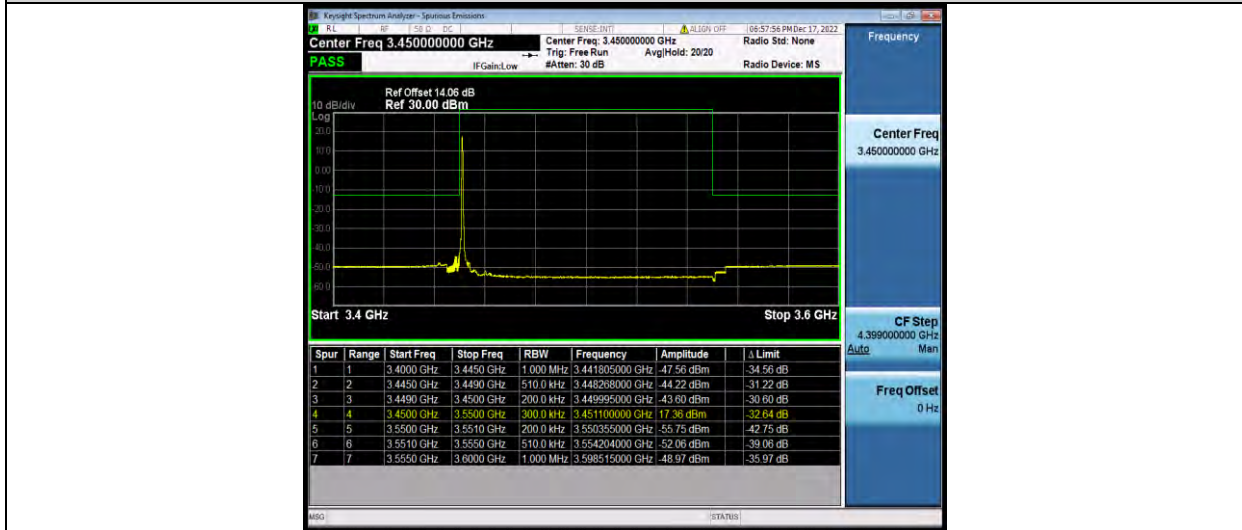 Keysight Spectrum Analyzer - Spurious Emissions
RL RF 50 Ω DC SENSE:INT ALIGN OFF 06:57:56 PM Dec 17, 2022
Center Freq 3.450000000 GHz
Center Freq: 3.450000000 GHz Radio Std: None
Trig: Free Run Avg|Hold: 20/20
PASS IFGain:Low #Atten: 30 dB Radio Device: MS
Ref Offset 14.06 dB
10 dB/div Ref 30.00 dBm
Log
20.0
10.0
0.00
-10.0
-20.0
-30.0
-40.0
-50.0
-60.0
Start 3.4 GHz Stop 3.6 GHz
Spur Range Start Freq Stop Freq RBW Frequency Amplitude Δ Limit
1 1 3.4000 GHz 3.4450 GHz 1.000 MHz 3.441805000 GHz -47.56 dBm -34.56 dB
2 2 3.4450 GHz 3.4490 GHz 510.0 kHz 3.448268000 GHz -44.22 dBm -31.22 dB
3 3 3.4490 GHz 3.4500 GHz 200.0 kHz 3.449995000 GHz -43.60 dBm -30.60 dB
4 4 3.4500 GHz 3.5500 GHz 300.0 kHz 3.451100000 GHz 17.36 dBm -32.64 dB
5 5 3.5500 GHz 3.5510 GHz 200.0 kHz 3.550355000 GHz -55.75 dBm -42.75 dB
6 6 3.5510 GHz 3.5550 GHz 510.0 kHz 3.554204000 GHz -52.06 dBm -39.06 dB
7 7 3.5550 GHz 3.6000 GHz 1.000 MHz 3.598515000 GHz -48.97 dBm -35.97 dB
MSG STATUS
Frequency
Center Freq
3.450000000 GHz
CF Step
4.399000000 GHz
Auto Man
Freq Offset
0 Hz